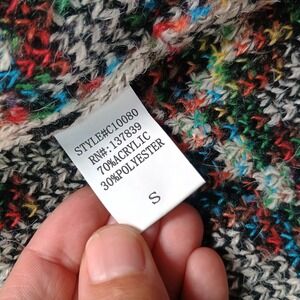 STYLE#C10080
RN#:137839
70%ACRYLIC
30%POLYESTER
S